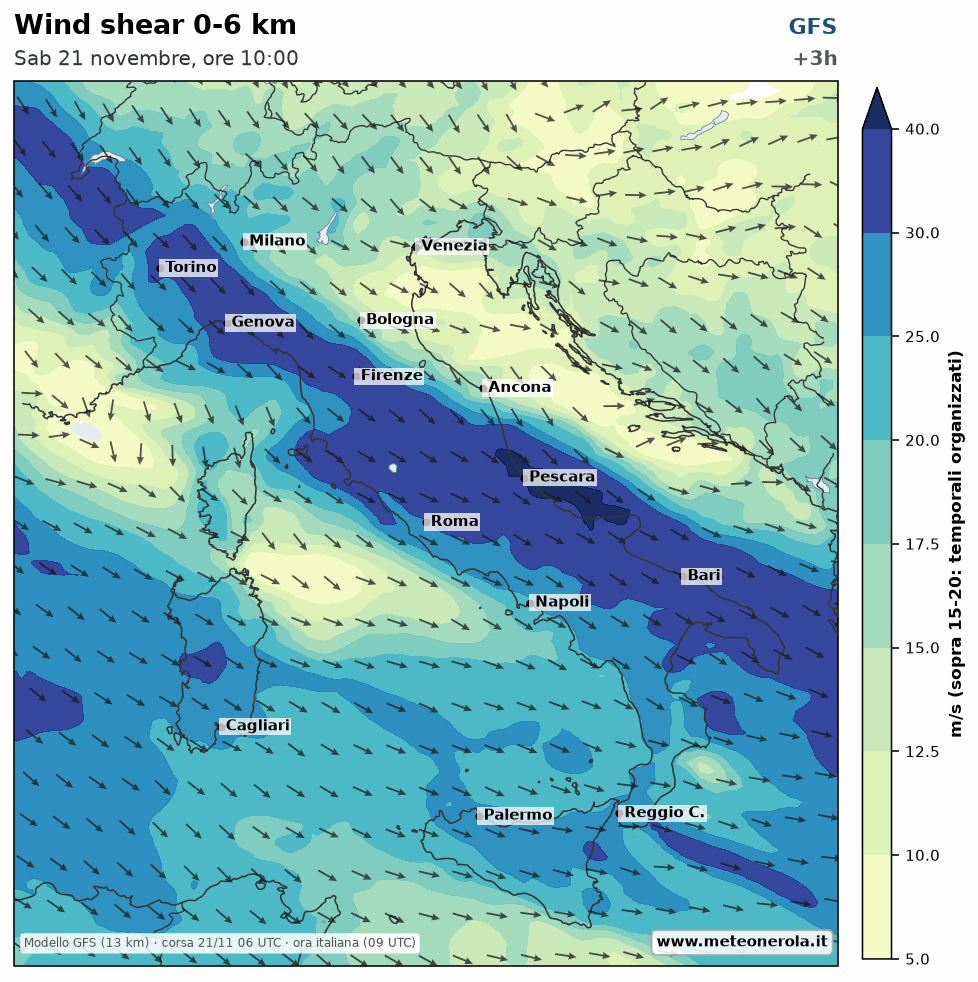 Wind shear 0-6 km
GFS
Sab 21 novembre, ore 10:00
+3h
Milano
Venezia
Torino
Genova
Bologna
Firenze
Ancona
Pescara
Roma
Bari
Napoli
Cagliari
Palermo
Reggio C.
40.0
30.0
25.0
20.0
17.5
15.0
12.5
10.0
5.0
m/s (sopra 15-20: temporali organizzati)
Modello GFS (13 km) · corsa 21/11 06 UTC · ora italiana (09 UTC)
www.meteonerola.it